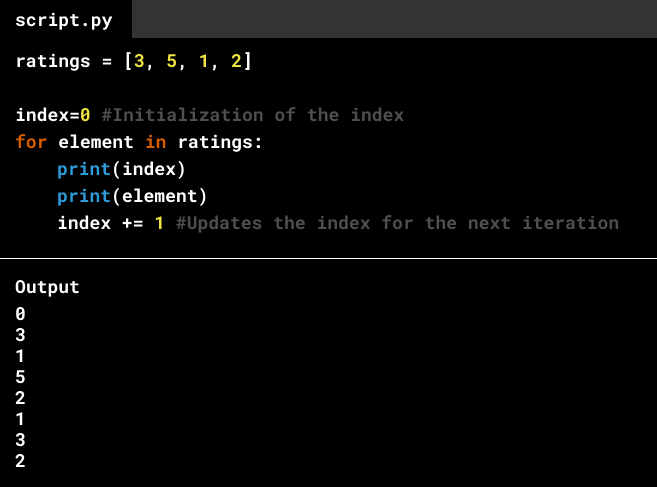 script.py
ratings = [3, 5, 1, 2]
index=0 #Initialization of the index
for element in ratings:
    print(index)
    print(element)
    index += 1 #Updates the index for the next iteration
Output
0
3
1
5
2
1
3
2